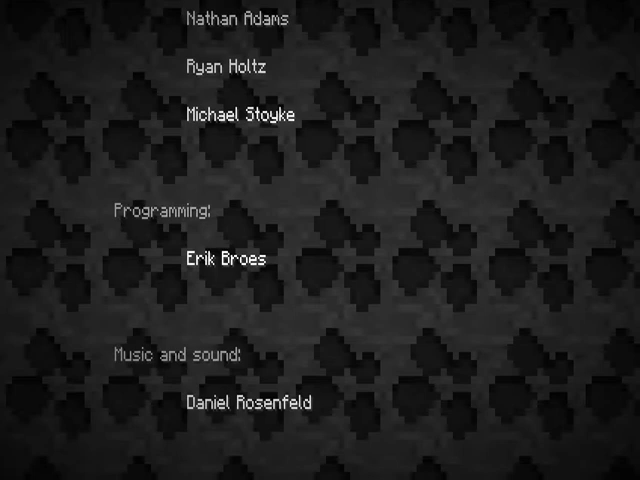 Nathan Adams
Ryan Holtz
Michael Stoyke
Programming:
Erik Broes
Music and sound:
Daniel Rosenfeld